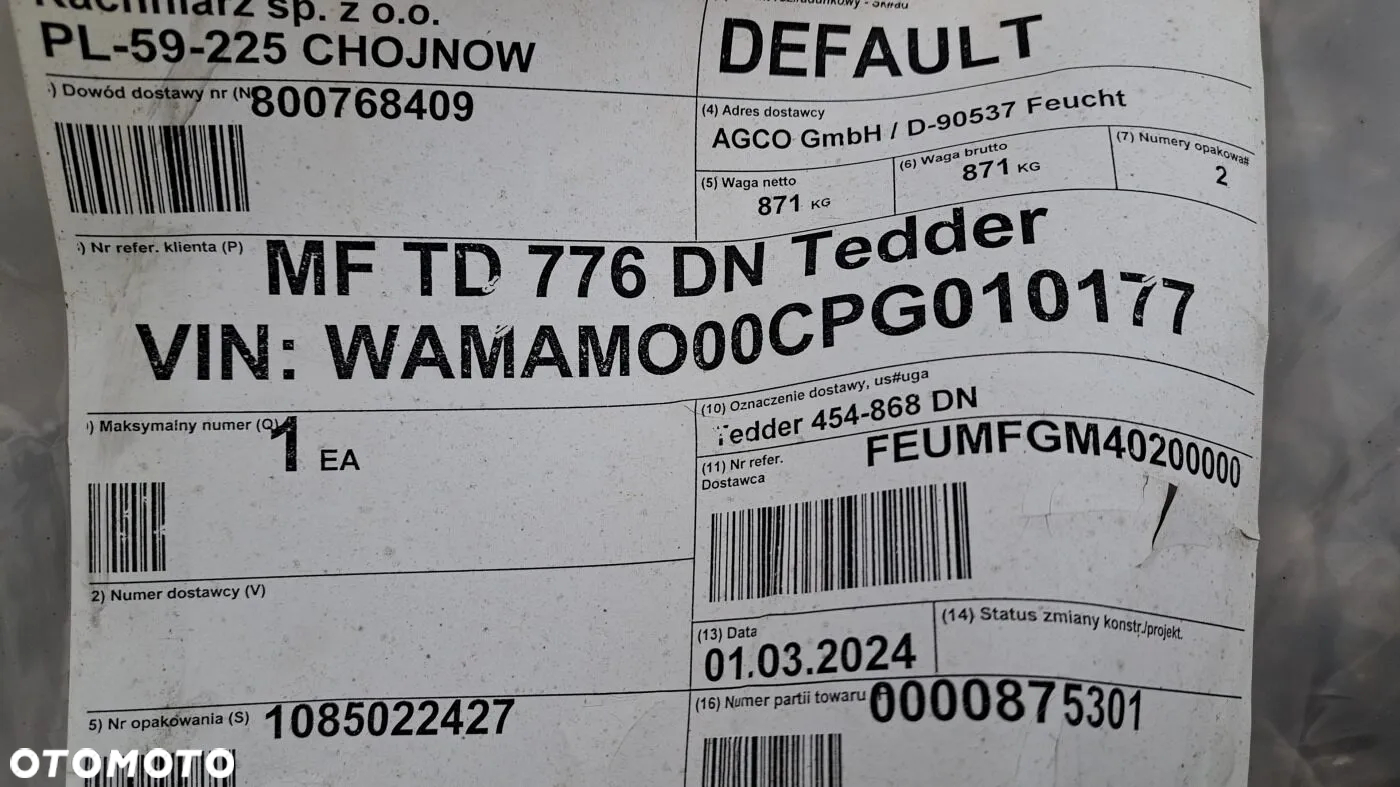 Kachniarz sp. z o.o.
PL-59-225 CHOJNOW
DEFAULT
) Dowód dostawy nr (N
800768409
(4) Adres dostawcy
AGCO GmbH / D-90537 Feucht
(5) Waga netto
871 KG
(6) Waga brutto
871 KG
(7) Numery opakowa#
2
) Nr refer. klienta (P)
MF TD 776 DN Tedder
VIN: WAMAMO00CPG010177
) Maksymalny numer (Q)
1 EA
(10) Oznaczenie dostawy, us#uga
Tedder 454-868 DN
(11) Nr refer.
Dostawca
FEUMFGM40200000
2) Numer dostawcy (V)
(13) Data
01.03.2024
(14) Status zmiany konstr./projekt.
5) Nr opakowania (S)
1085022427
(16) Numer partii towaru
0000875301
OTOMOTO